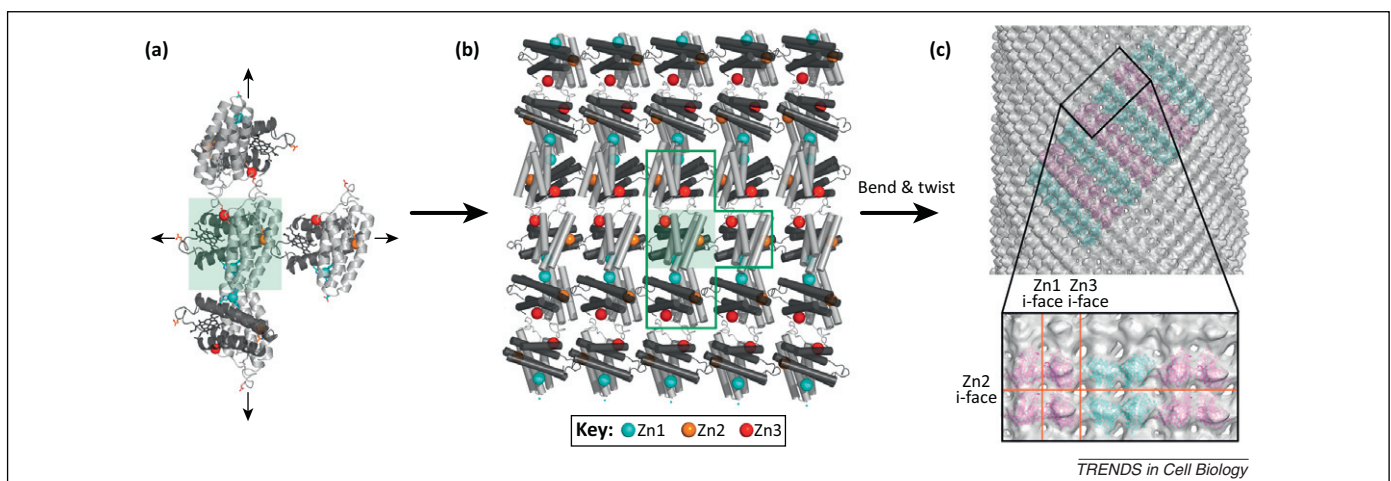 (a)
(b)
(c)
Bend & twist
Zn1 Zn3
i-face i-face
Zn2
i-face
Key: Zn1 Zn2 Zn3
TRENDS in Cell Biology